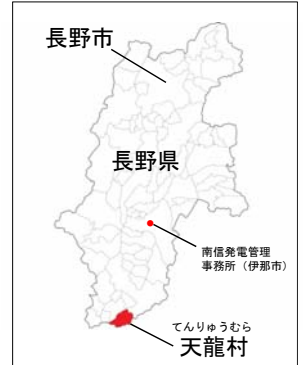 長野市
長野県
南信発電管理
事務所（伊那市）
てんりゅうむら
天龍村